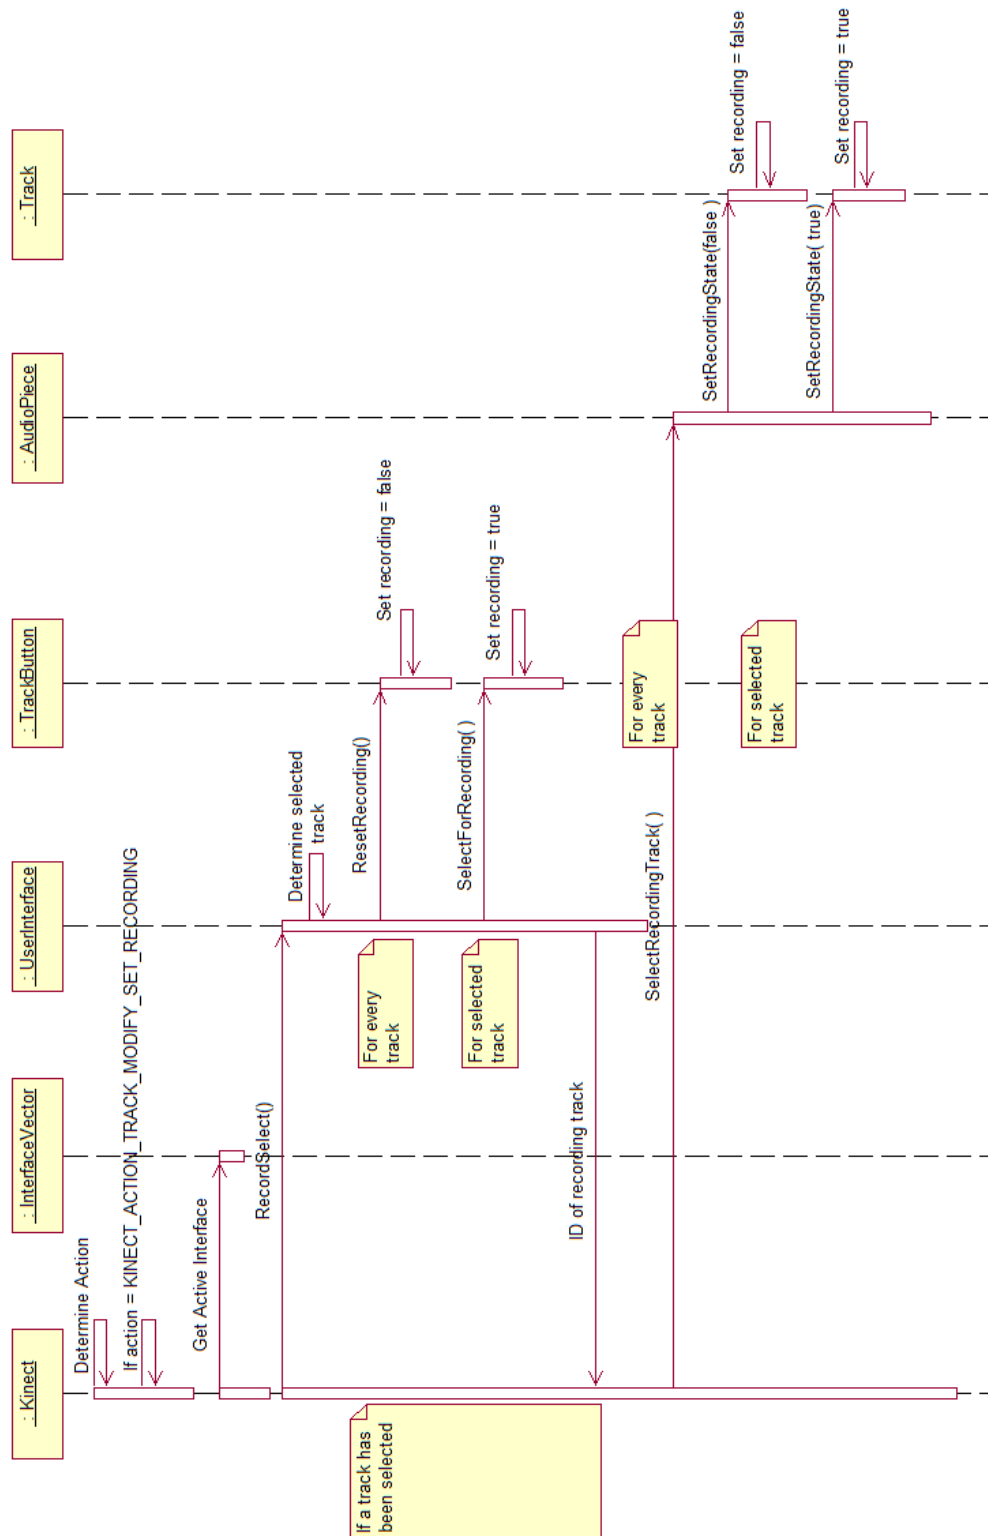 : Kinect
: InterfaceVector
: UserInterface
: TrackButton
: AudioPiece
: Track
Determine Action
If action = KINECT_ACTION_TRACK_MODIFY_SET_RECORDING
Get Active Interface
RecordSelect()
Determine selected
track
If a track has
been selected
For every
track
ResetRecording()
Set recording = false
For selected
track
SelectForRecording( )
Set recording = true
ID of recording track
SelectRecordingTrack( )
For every
track
SetRecordingState(false )
Set recording = false
For selected
track
SetRecordingState( true)
Set recording = true